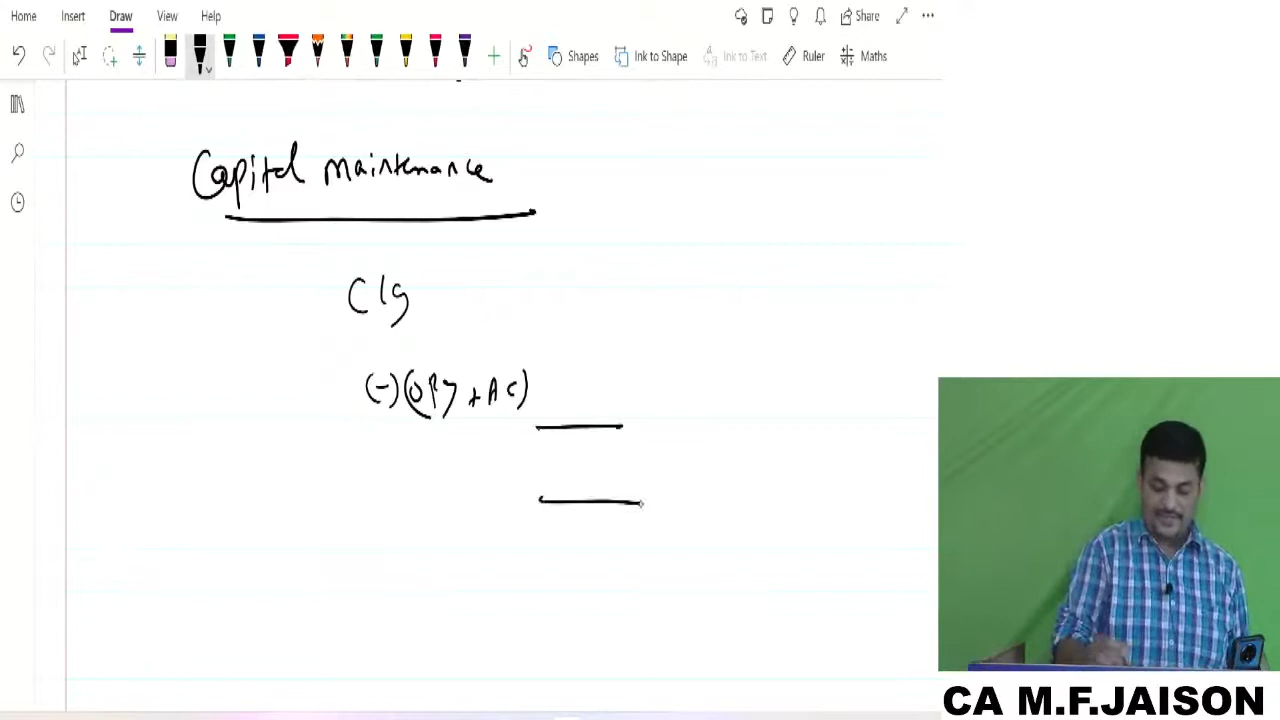 Home Insert Draw View Help Share
Shapes Ink to Shape Ink to Text Ruler Maths
Capital maintenance
Clg
(-) (OPg + AC)
CA M.F.JAISON